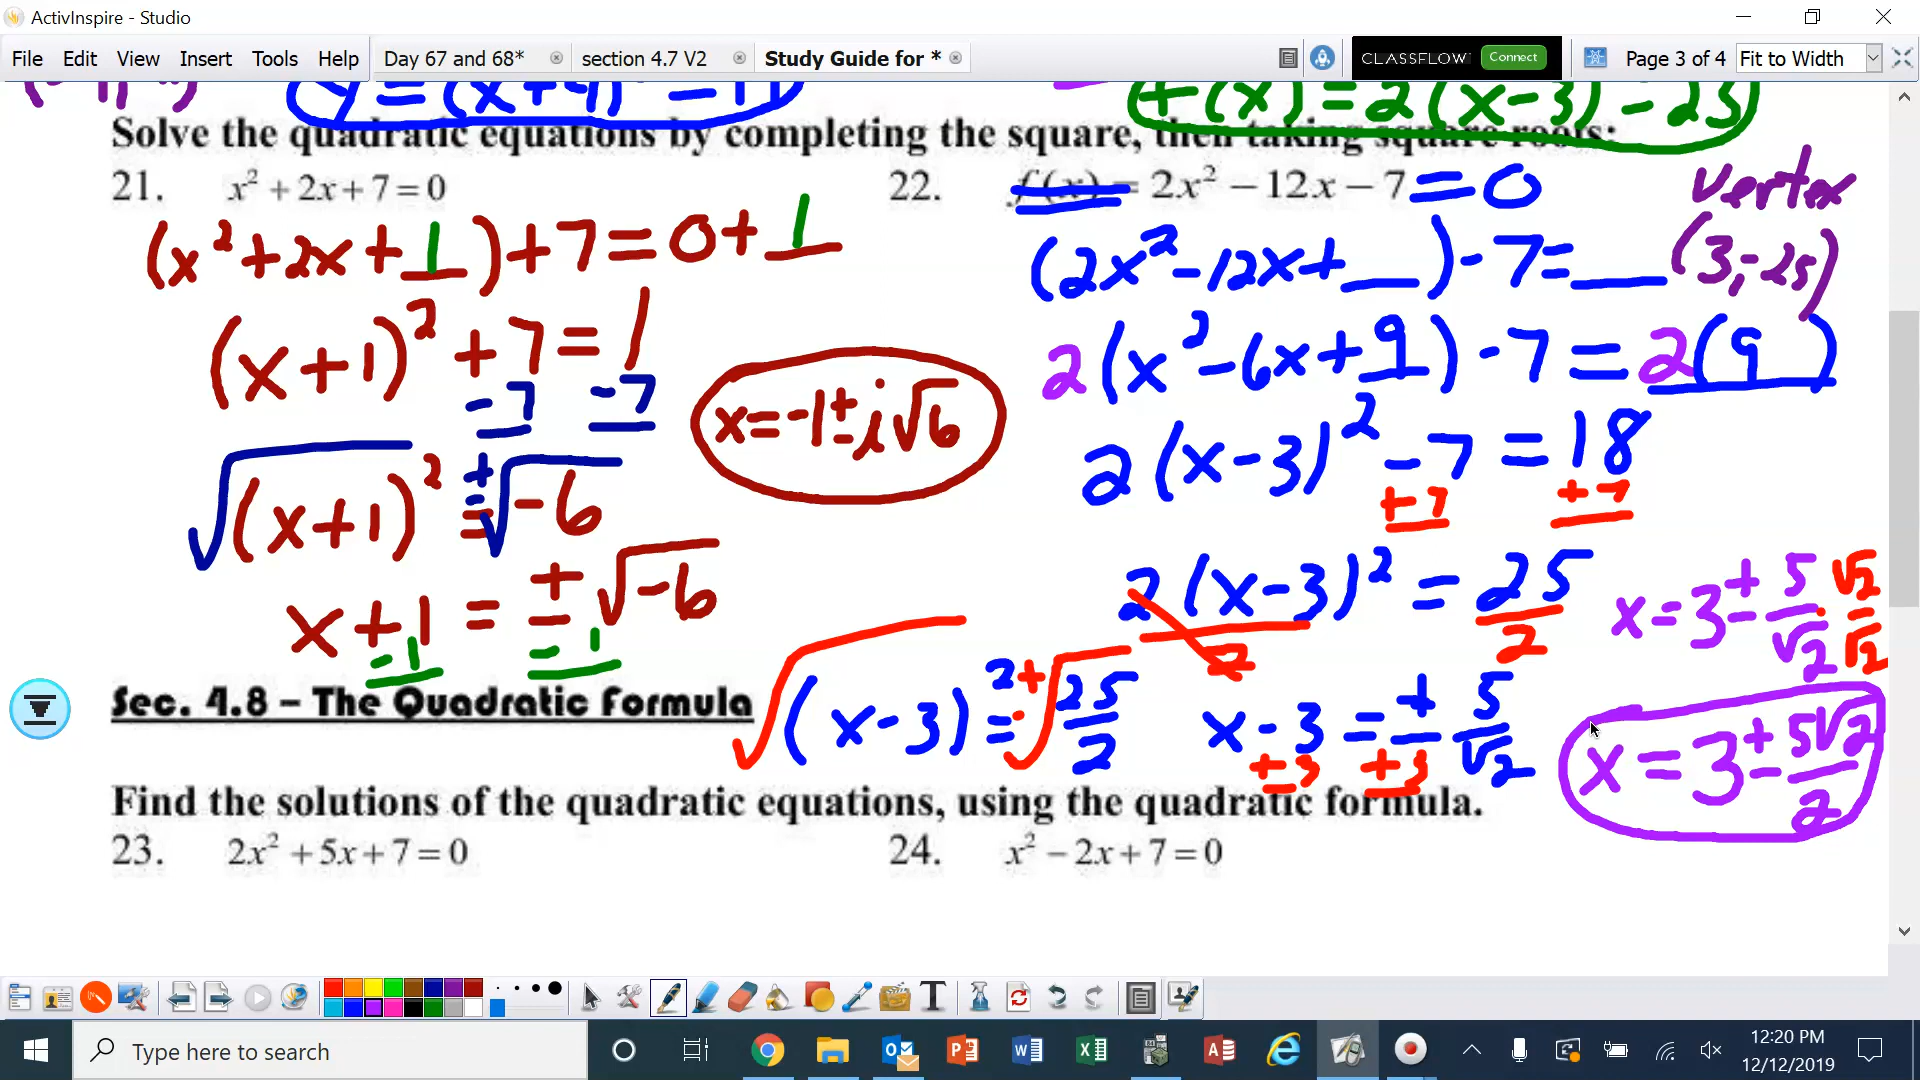 ActivInspire - Studio
File Edit View Insert Tools Help Day 67 and 68* section 4.7 V2 Study Guide for * CLASSFLOW Connect Page 3 of 4 Fit to Width
y = (x+4)² - 11
f(x) = 2(x-3)² - 25
Solve the quadratic equations by completing the square, then taking square roots:
21. x² + 2x + 7 = 0
(x² + 2x + 1) + 7 = 0 + 1
(x+1)² + 7 = 1
-7 -7
√(x+1)² = ±√-6
x + 1 = ±√-6
-1 -1
x = -1 ± i√6
22. f(x) = 2x² - 12x - 7 = 0
vertex
(3, -25)
(2x² - 12x + __) - 7 = __
2(x² - 6x + 9) - 7 = 2(9)
2(x-3)² - 7 = 18
+7 +7
2(x-3)² = 25
2 2
√(x-3)² = ±√25/2
x - 3 = ± 5/√2
+3 +3
x = 3 ± 5/√2 · √2/√2
x = 3 ± 5√2/2
Sec. 4.8 – The Quadratic Formula
Find the solutions of the quadratic equations, using the quadratic formula.
23. 2x² + 5x + 7 = 0
24. x² - 2x + 7 = 0
Type here to search
12:20 PM
12/12/2019